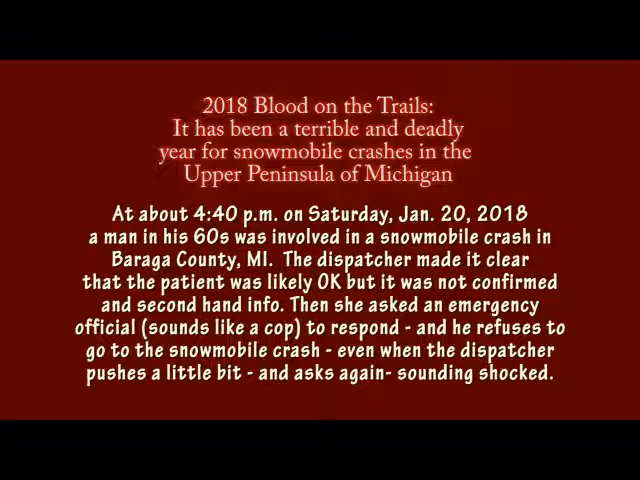 2018 Blood on the Trails:
It has been a terrible and deadly
year for snowmobile crashes in the
Upper Peninsula of Michigan
At about 4:40 p.m. on Saturday, Jan. 20, 2018
a man in his 60s was involved in a snowmobile crash in
Baraga County, MI. The dispatcher made it clear
that the patient was likely OK but it was not confirmed
and second hand info. Then she asked an emergency
official (sounds like a cop) to respond - and he refuses to
go to the snowmobile crash - even when the dispatcher
pushes a little bit - and asks again- sounding shocked.